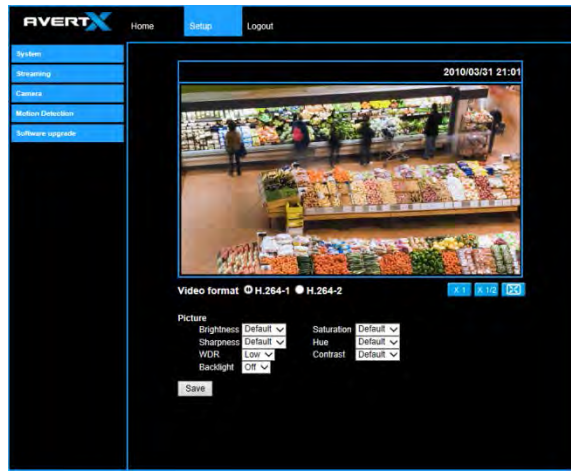 AVERTX
Home Setup Logout
System
Streaming
Camera
Motion Detection
Software upgrade
2010/03/31 21:01
Video format H.264-1 H.264-2
X 1 X 1/2
Picture
Brightness Default Saturation Default
Sharpness Default Hue Default
WDR Low Contrast Default
Backlight Off
Save